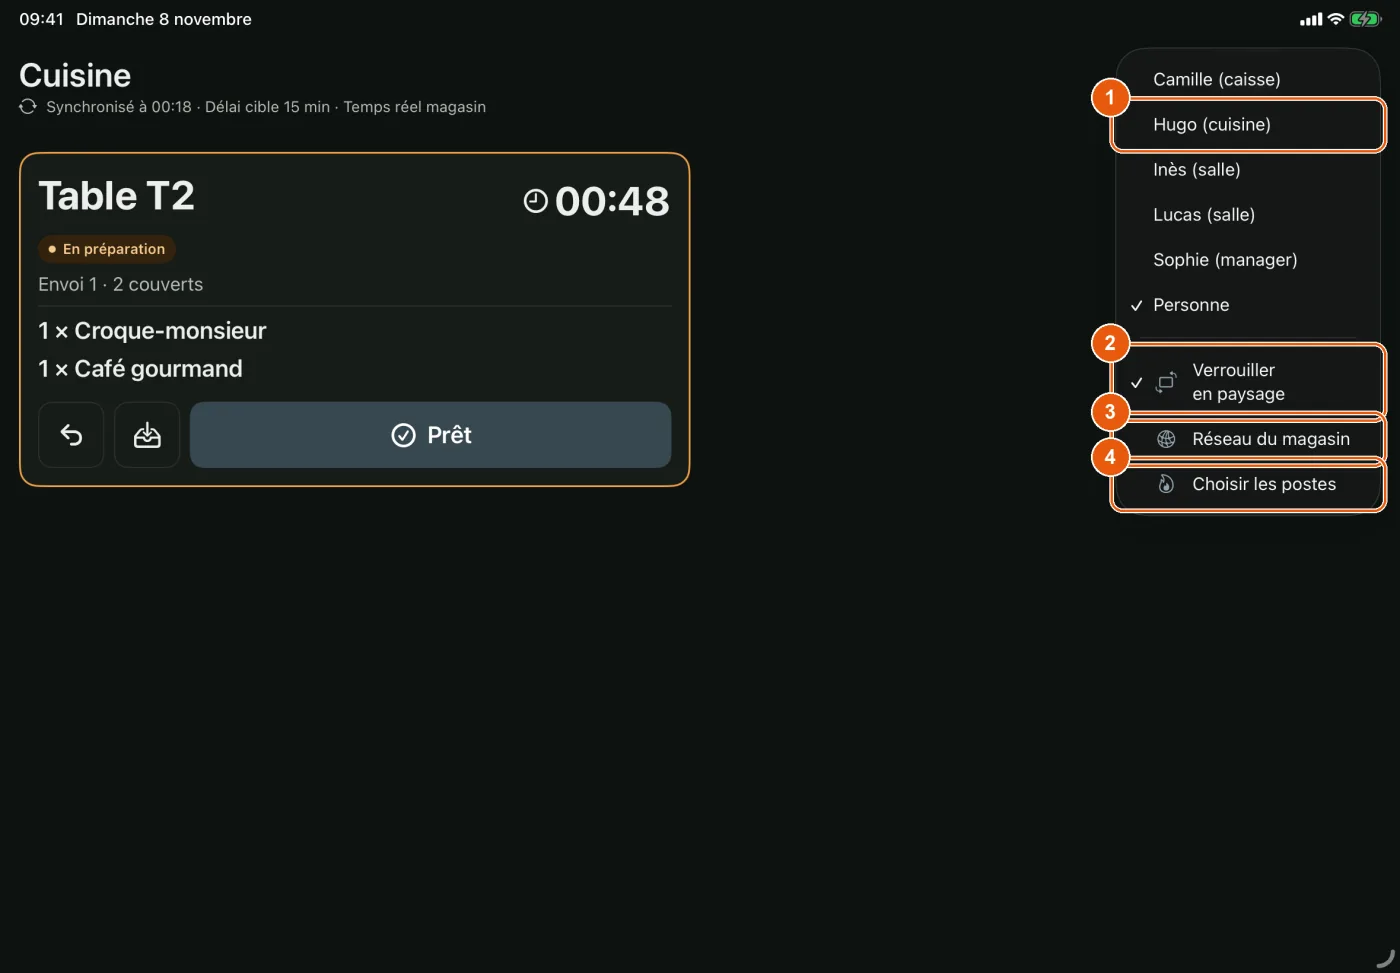 09:41 Dimanche 8 novembre
Cuisine
Synchronisé à 00:18 · Délai cible 15 min · Temps réel magasin
Table T2
00:48
En préparation
Envoi 1 · 2 couverts
1 × Croque-monsieur
1 × Café gourmand
Prêt
Camille (caisse)
1
Hugo (cuisine)
Inès (salle)
Lucas (salle)
Sophie (manager)
Personne
2
Verrouiller
en paysage
3
Réseau du magasin
4
Choisir les postes